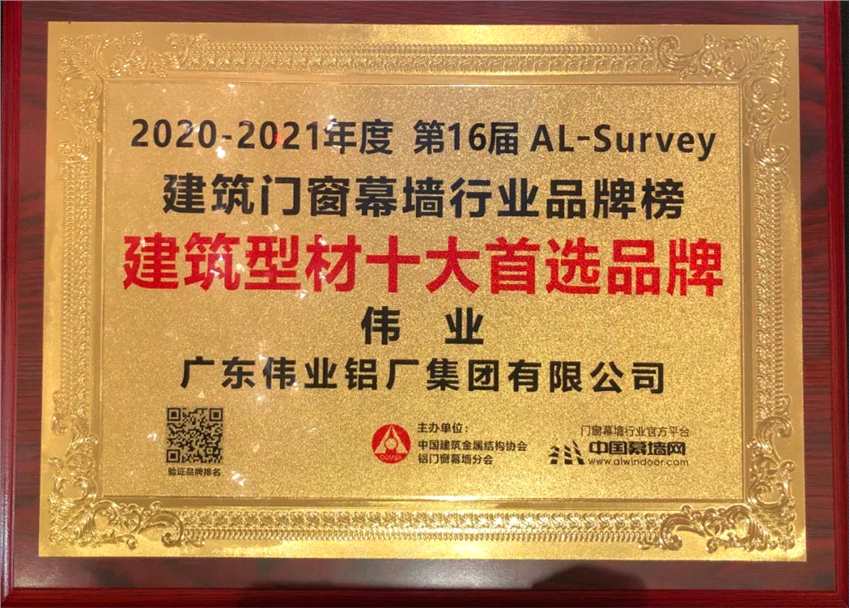 2020-2021年度 第16届 AL-Survey
建筑门窗幕墙行业品牌榜
建筑型材十大首选品牌
伟 业
广东伟业铝厂集团有限公司
验证品牌排名
主办单位：
中国建筑金属结构协会
铝门窗幕墙分会
门窗幕墙行业官方平台
中国幕墙网
www.alwindoor.com